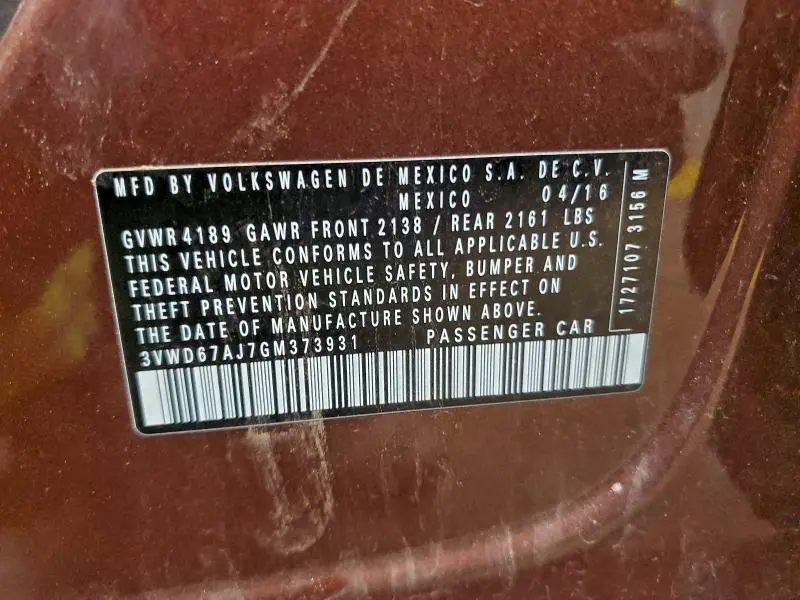 MFD BY VOLKSWAGEN DE MEXICO S.A. DE C.V.
MEXICO 04/16
GVWR 4189 GAWR FRONT 2138 / REAR 2161 LBS
THIS VEHICLE CONFORMS TO ALL APPLICABLE U.S.
FEDERAL MOTOR VEHICLE SAFETY, BUMPER AND
THEFT PREVENTION STANDARDS IN EFFECT ON
THE DATE OF MANUFACTURE SHOWN ABOVE.
3VWD67AJ7GM373931 PASSENGER CAR
1727107 3156 M